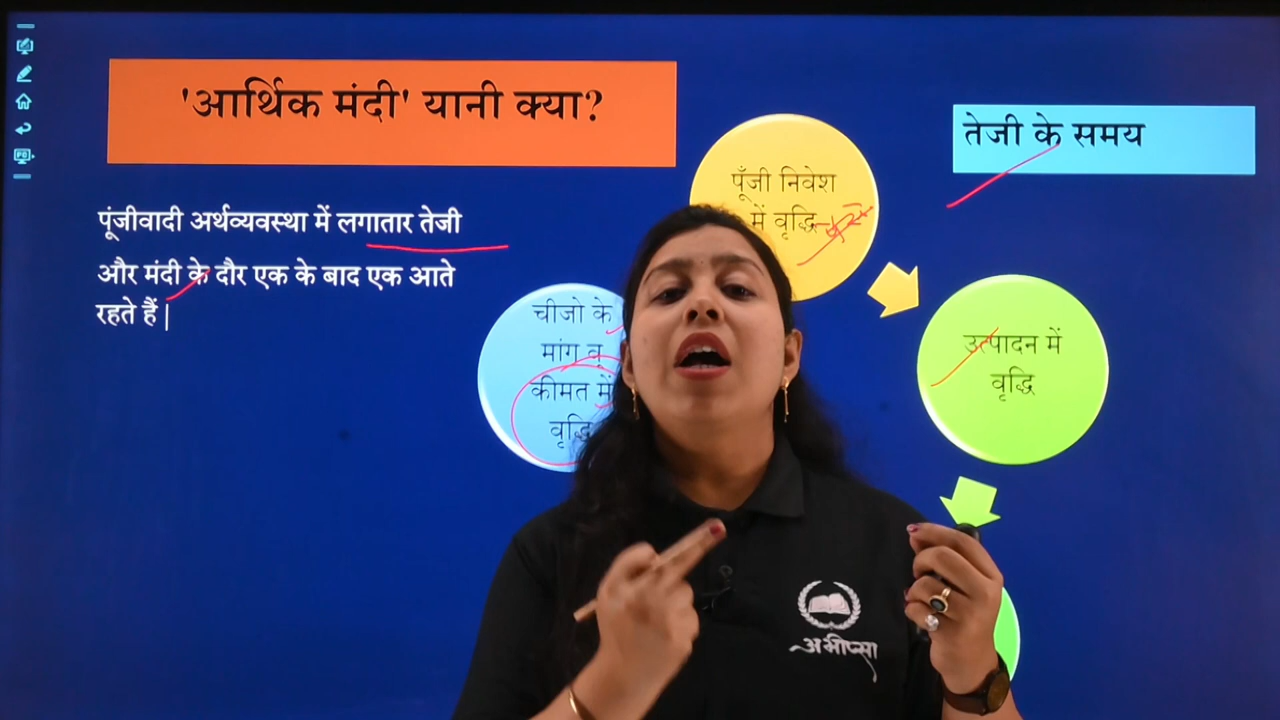 'आर्थिक मंदी' यानी क्या?
तेजी के समय
पूंजीवादी अर्थव्यवस्था में लगातार तेजी
और मंदी के दौर एक के बाद एक आते
रहते हैं|
पूँजी निवेश
में वृद्धि
उत्पादन में
वृद्धि
चीजो के
मांग व
कीमत में
वृद्धि
अभीप्सा